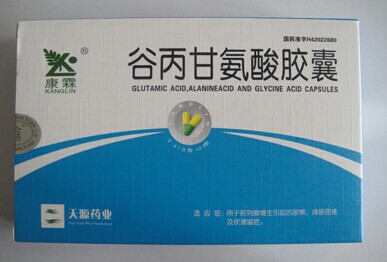 国药准字H42022680
康霖
KANGLIN
®
谷丙甘氨酸胶囊
GLUTAMIC ACID,ALANINEACID AND GLYCINE ACID CAPSULES
天源药业
适应症:用于前列腺增生引起的尿频、排尿困难
及尿潴留症。